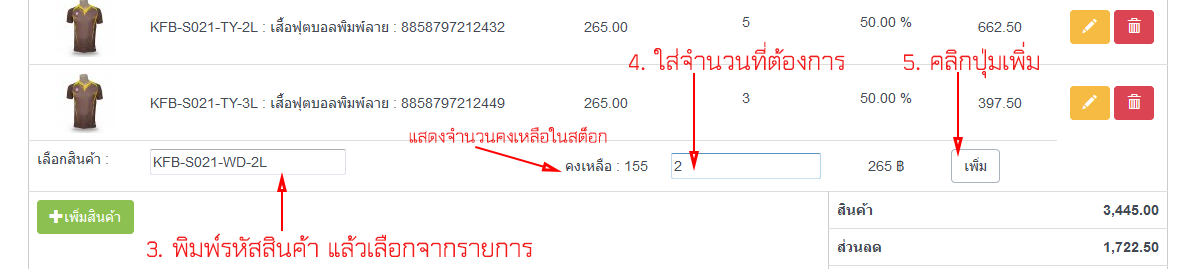 KFB-S021-TY-2L : เสื้อฟุตบอลพิมพ์ลาย : 8858797212432 265.00 5 50.00 % 662.50
4. ใส่จำนวนที่ต้องการ 5. คลิกปุ่มเพิ่ม
KFB-S021-TY-3L : เสื้อฟุตบอลพิมพ์ลาย : 8858797212449 265.00 3 50.00 % 397.50
แสดงจำนวนคงเหลือในสต็อก
เลือกสินค้า : KFB-S021-WD-2L คงเหลือ : 155 2 265 ฿ เพิ่ม
เพิ่มสินค้า สินค้า 3,445.00
3. พิมพ์รหัสสินค้า แล้วเลือกจากรายการ ส่วนลด 1,722.50